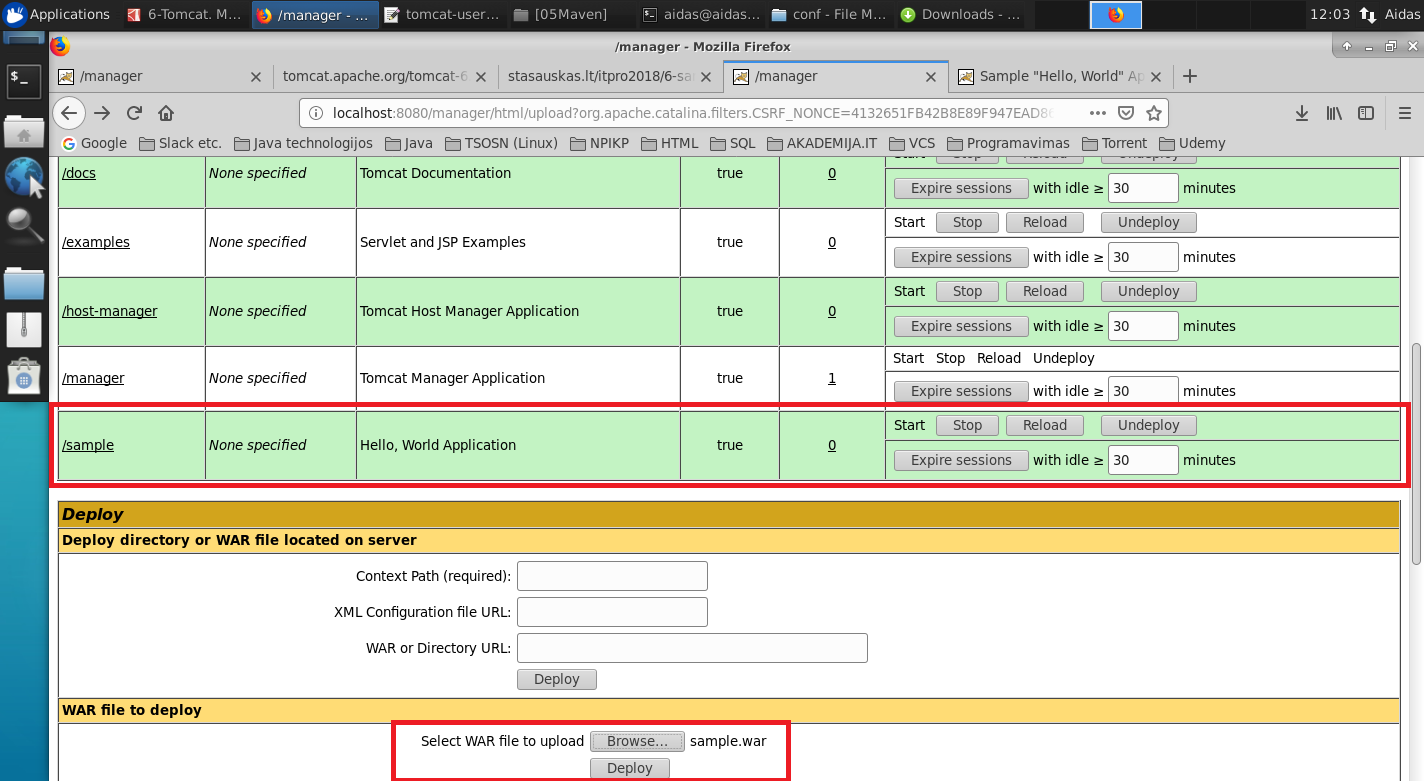 Applications 6-Tomcat. M... /manager - ... tomcat-user... [05Maven] aidas@aidas... conf - File M... Downloads - ... 12:03 Aidas
/manager - Mozilla Firefox
/manager tomcat.apache.org/tomcat-6 stasauskas.lt/itpro2018/6-sa /manager Sample "Hello, World" Ap
localhost:8080/manager/html/upload?org.apache.catalina.filters.CSRF_NONCE=4132651FB42B8E89F947EAD86
Google Slack etc. Java technologijos Java TSOSN (Linux) NPIKP HTML SQL AKADEMIJA.IT VCS Programavimas Torrent Udemy
Start Stop Reload Undeploy
/docs None specified Tomcat Documentation true 0
Expire sessions with idle ≥ 30 minutes
Start Stop Reload Undeploy
/examples None specified Servlet and JSP Examples true 0
Expire sessions with idle ≥ 30 minutes
Start Stop Reload Undeploy
/host-manager None specified Tomcat Host Manager Application true 0
Expire sessions with idle ≥ 30 minutes
Start Stop Reload Undeploy
/manager None specified Tomcat Manager Application true 1
Expire sessions with idle ≥ 30 minutes
Start Stop Reload Undeploy
/sample None specified Hello, World Application true 0
Expire sessions with idle ≥ 30 minutes
Deploy
Deploy directory or WAR file located on server
Context Path (required):
XML Configuration file URL:
WAR or Directory URL:
Deploy
WAR file to deploy
Select WAR file to upload Browse... sample.war
Deploy